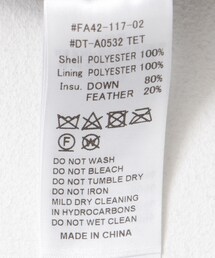 #FA42-117-02
#DT-A0532 TET
Shell POLYESTER 100%
Lining POLYESTER 100%
Insu. DOWN 80%
FEATHER 20%
F W
DO NOT WASH
DO NOT BLEACH
DO NOT TUMBLE DRY
DO NOT IRON
MILD DRY CLEANING
IN HYDROCARBONS
DO NOT WET CLEAN
MADE IN CHINA